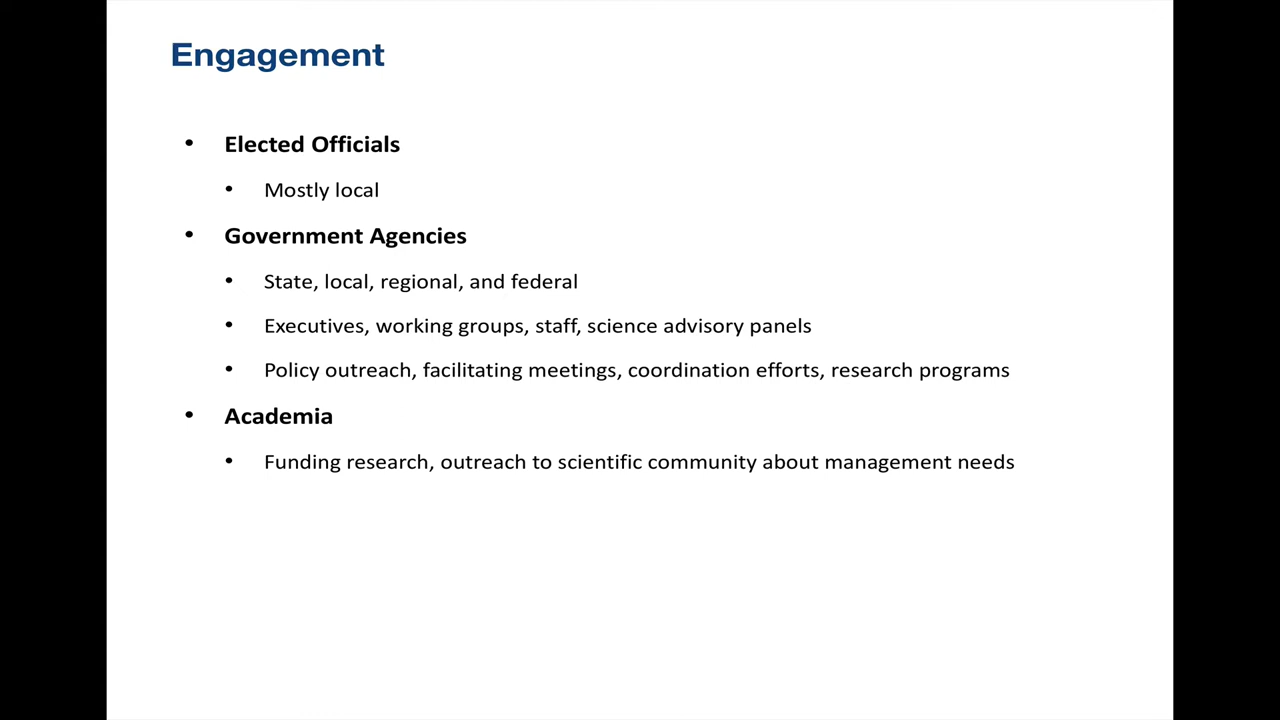 Engagement
• Elected Officials
• Mostly local
• Government Agencies
• State, local, regional, and federal
• Executives, working groups, staff, science advisory panels
• Policy outreach, facilitating meetings, coordination efforts, research programs
• Academia
• Funding research, outreach to scientific community about management needs